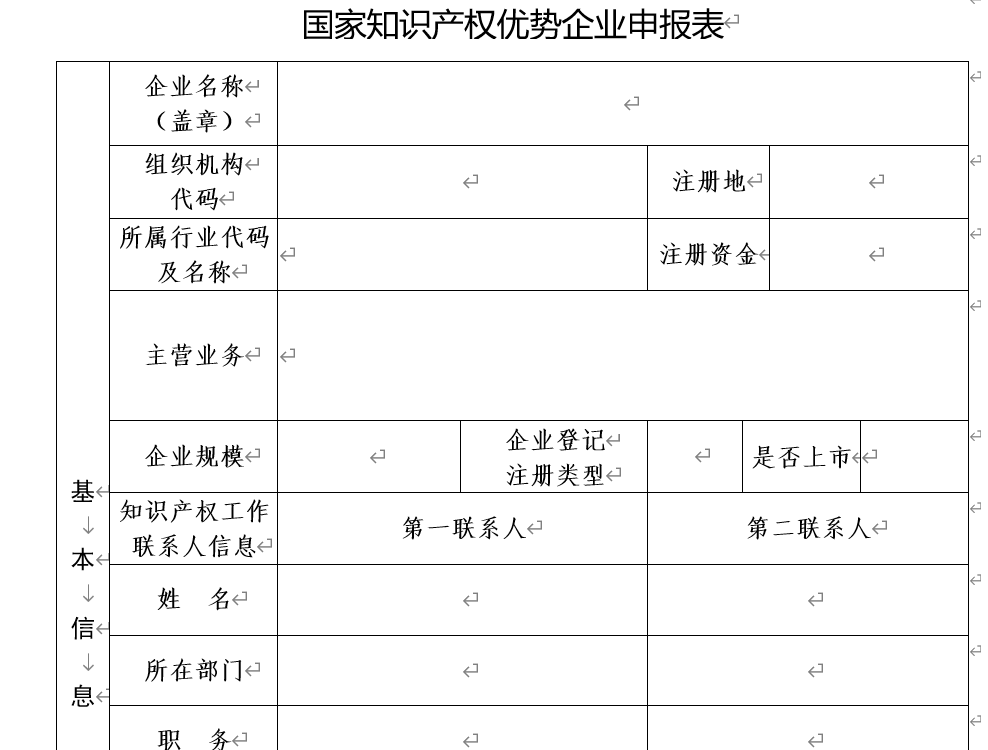 国家知识产权优势企业申报表
企业名称
（盖章）
组织机构
代码
注册地
所属行业代码
及名称
注册资金
主营业务
企业规模
企业登记
注册类型
是否上市
基
本
信
息
知识产权工作
联系人信息
第一联系人
第二联系人
姓 名
所在部门
职 务